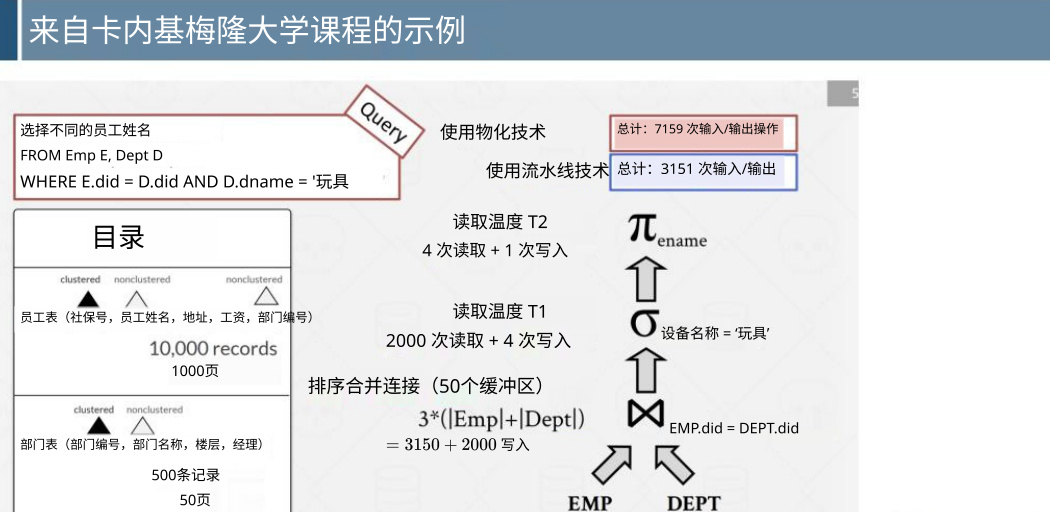 来自卡内基梅隆大学课程的示例
5
Query
选择不同的员工姓名
FROM Emp E, Dept D
WHERE E.did = D.did AND D.dname = '玩具
使用物化技术
总计：7159 次输入/输出操作
使用流水线技术
总计：3151 次输入/输出
目录
clustered nonclustered nonclustered
员工表（社保号，员工姓名，地址，工资，部门编号）
10,000 records
1000页
clustered nonclustered
部门表（部门编号，部门名称，楼层，经理）
500条记录
50页
读取温度 T2
4 次读取 + 1 次写入
π ename
读取温度 T1
2000 次读取 + 4 次写入
σ 设备名称 = ‘玩具’
排序合并连接（50个缓冲区）
3*(|Emp|+|Dept|)
= 3150 + 2000 写入
⋈ EMP.did = DEPT.did
EMP DEPT